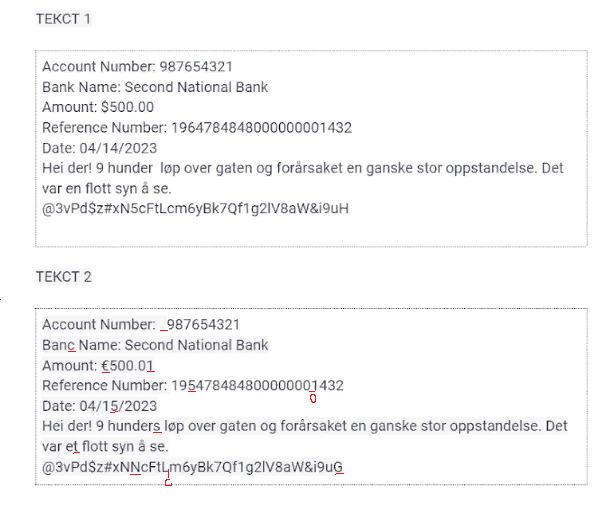 ТЕКСТ 1
Account Number: 987654321
Bank Name: Second National Bank
Amount: $500.00
Reference Number: 1964784848000000001432
Date: 04/14/2023
Hei der! 9 hunder  løp over gaten og forårsaket en ganske stor oppstandelse. Det
var en flott syn å se.
@3vPd$z#xN5cFtLcm6yBk7Qf1g2lV8aW&i9uH
ТЕКСТ 2
Account Number:  987654321
Banc Name: Second National Bank
Amount: €500.01
Reference Number: 195478484800000001432
0
Date: 04/15/2023
Hei der! 9 hunders løp over gaten og forårsaket en ganske stor oppstandelse. Det
var et flott syn å se.
@3vPd$z#xNNcFtLm6yBk7Qf1g2lV8aW&i9uG
c